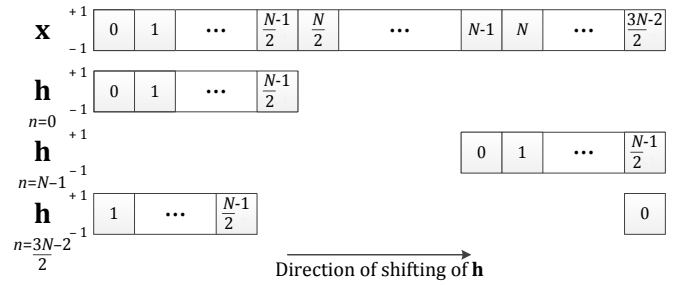 x +1 −1 0 1 ... N-1/2 N/2 ... N-1 N ... 3N-2/2
h n=0 +1 −1 0 1 ... N-1/2
h n=N−1 +1 −1 0 1 ... N-1/2
h n=3N−2/2 +1 −1 1 ... N-1/2 0
Direction of shifting of h